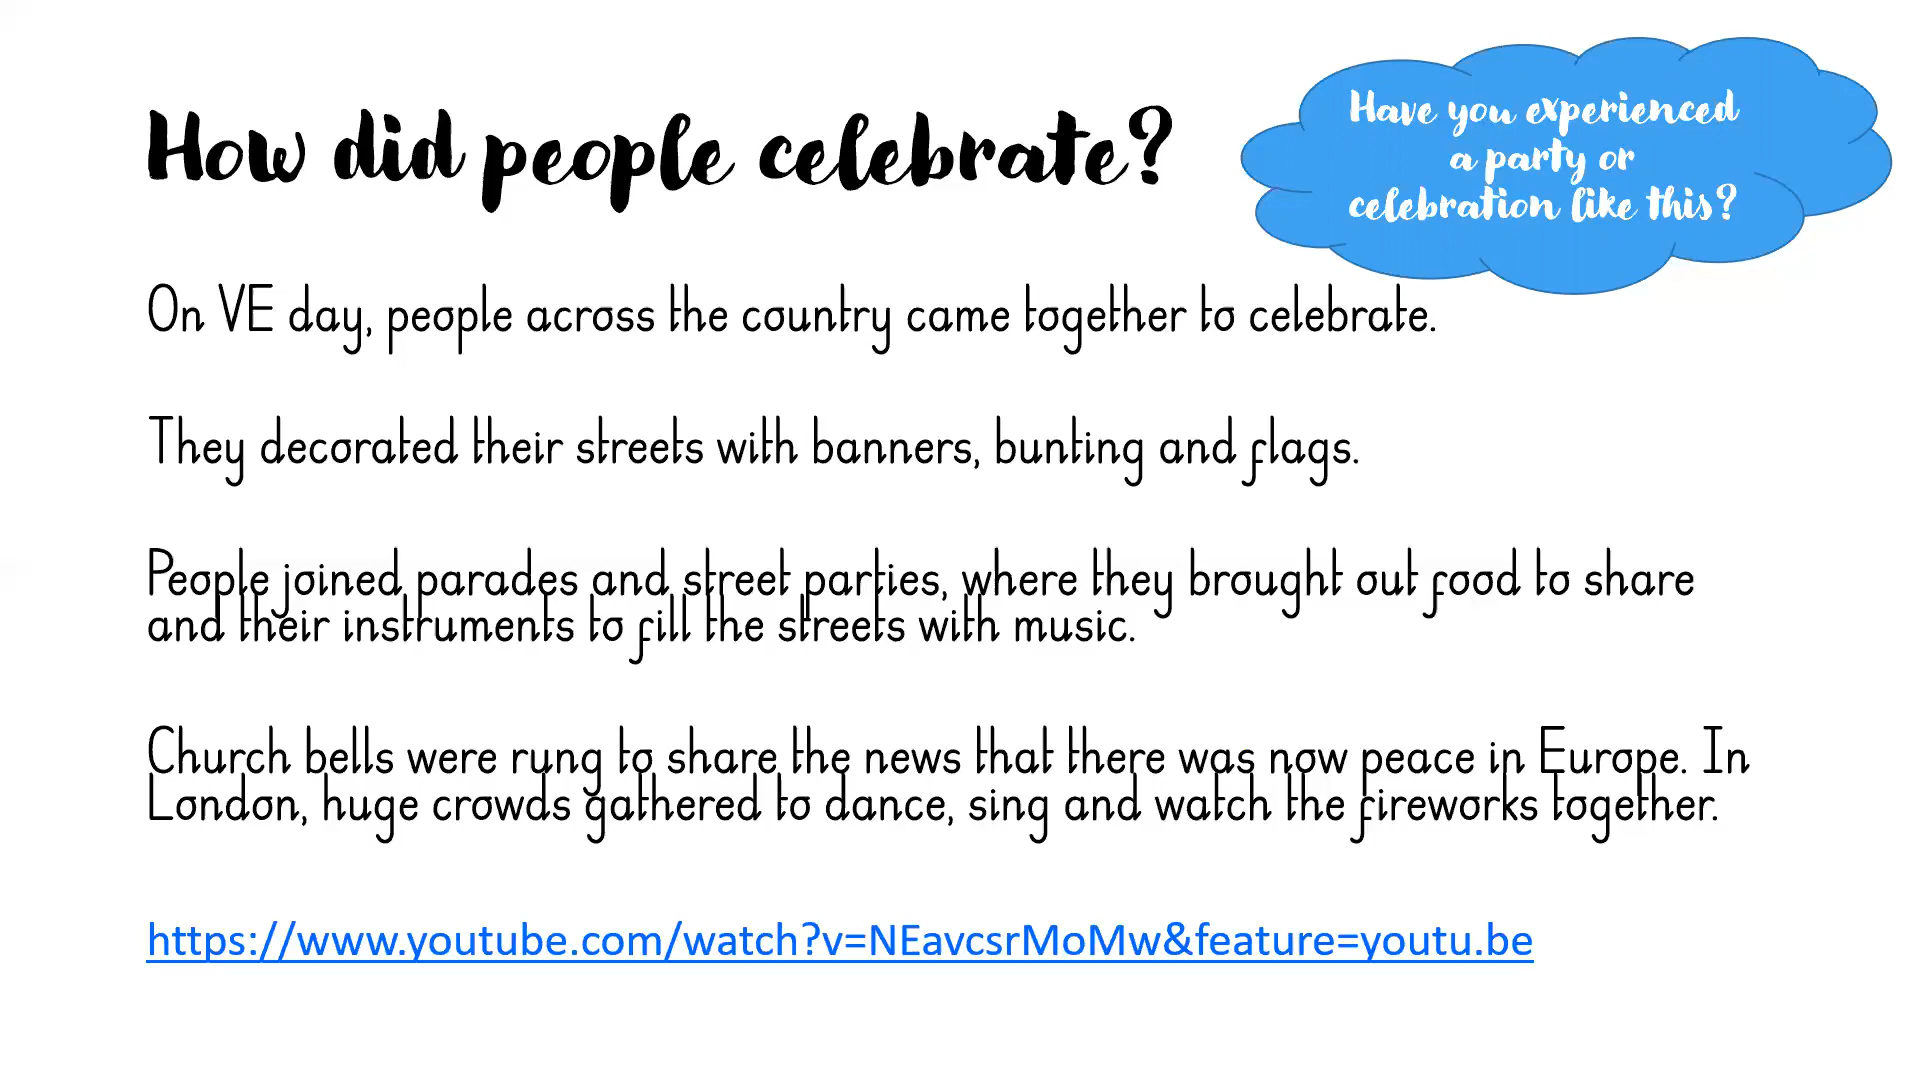 How did people celebrate?
Have you experienced
a party or
celebration like this?
On VE day, people across the country came together to celebrate.
They decorated their streets with banners, bunting and flags.
People joined parades and street parties, where they brought out food to share
and their instruments to fill the streets with music.
Church bells were rung to share the news that there was now peace in Europe. In
London, huge crowds gathered to dance, sing and watch the fireworks together.
https://www.youtube.com/watch?v=NEavcsrMoMw&feature=youtu.be